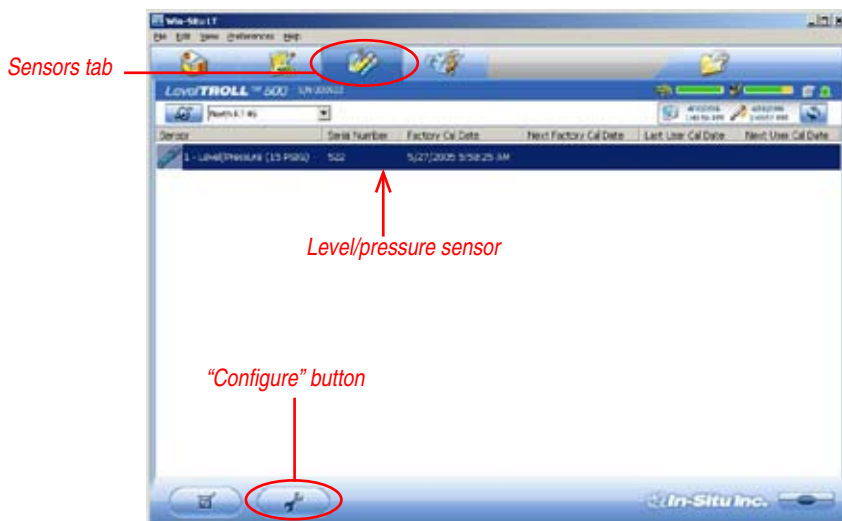 Win-Situ LT
File Edit View Preferences Help
Sensors tab
LevelTROLL™ 500
Sensor Serial Number Factory Cal Date Next Factory Cal Date Last User Cal Date Next User Cal Date
1 - Level/Pressure (15 PSIG) 522 5/27/2005 5:58:25 AM
Level/pressure sensor
“Configure” button
In-Situ Inc.